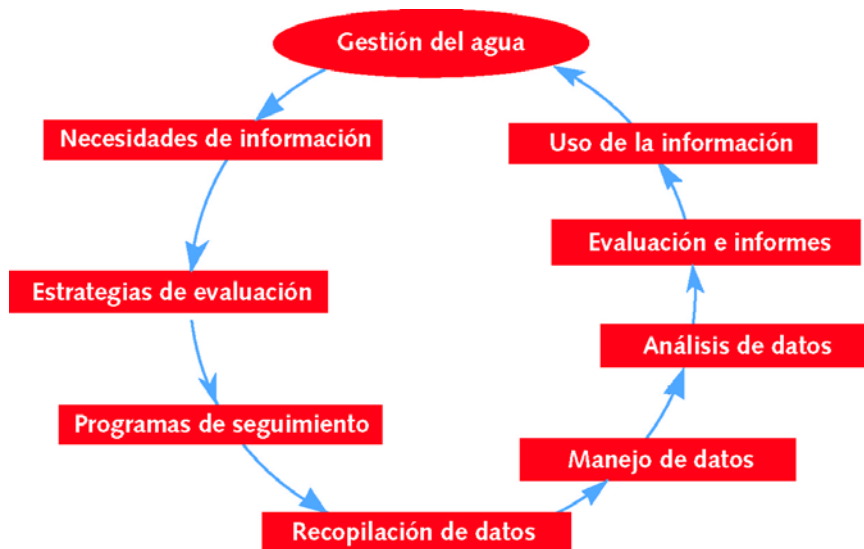 Gestión del agua
Necesidades de información
Estrategias de evaluación
Programas de seguimiento
Recopilación de datos
Manejo de datos
Análisis de datos
Evaluación e informes
Uso de la información